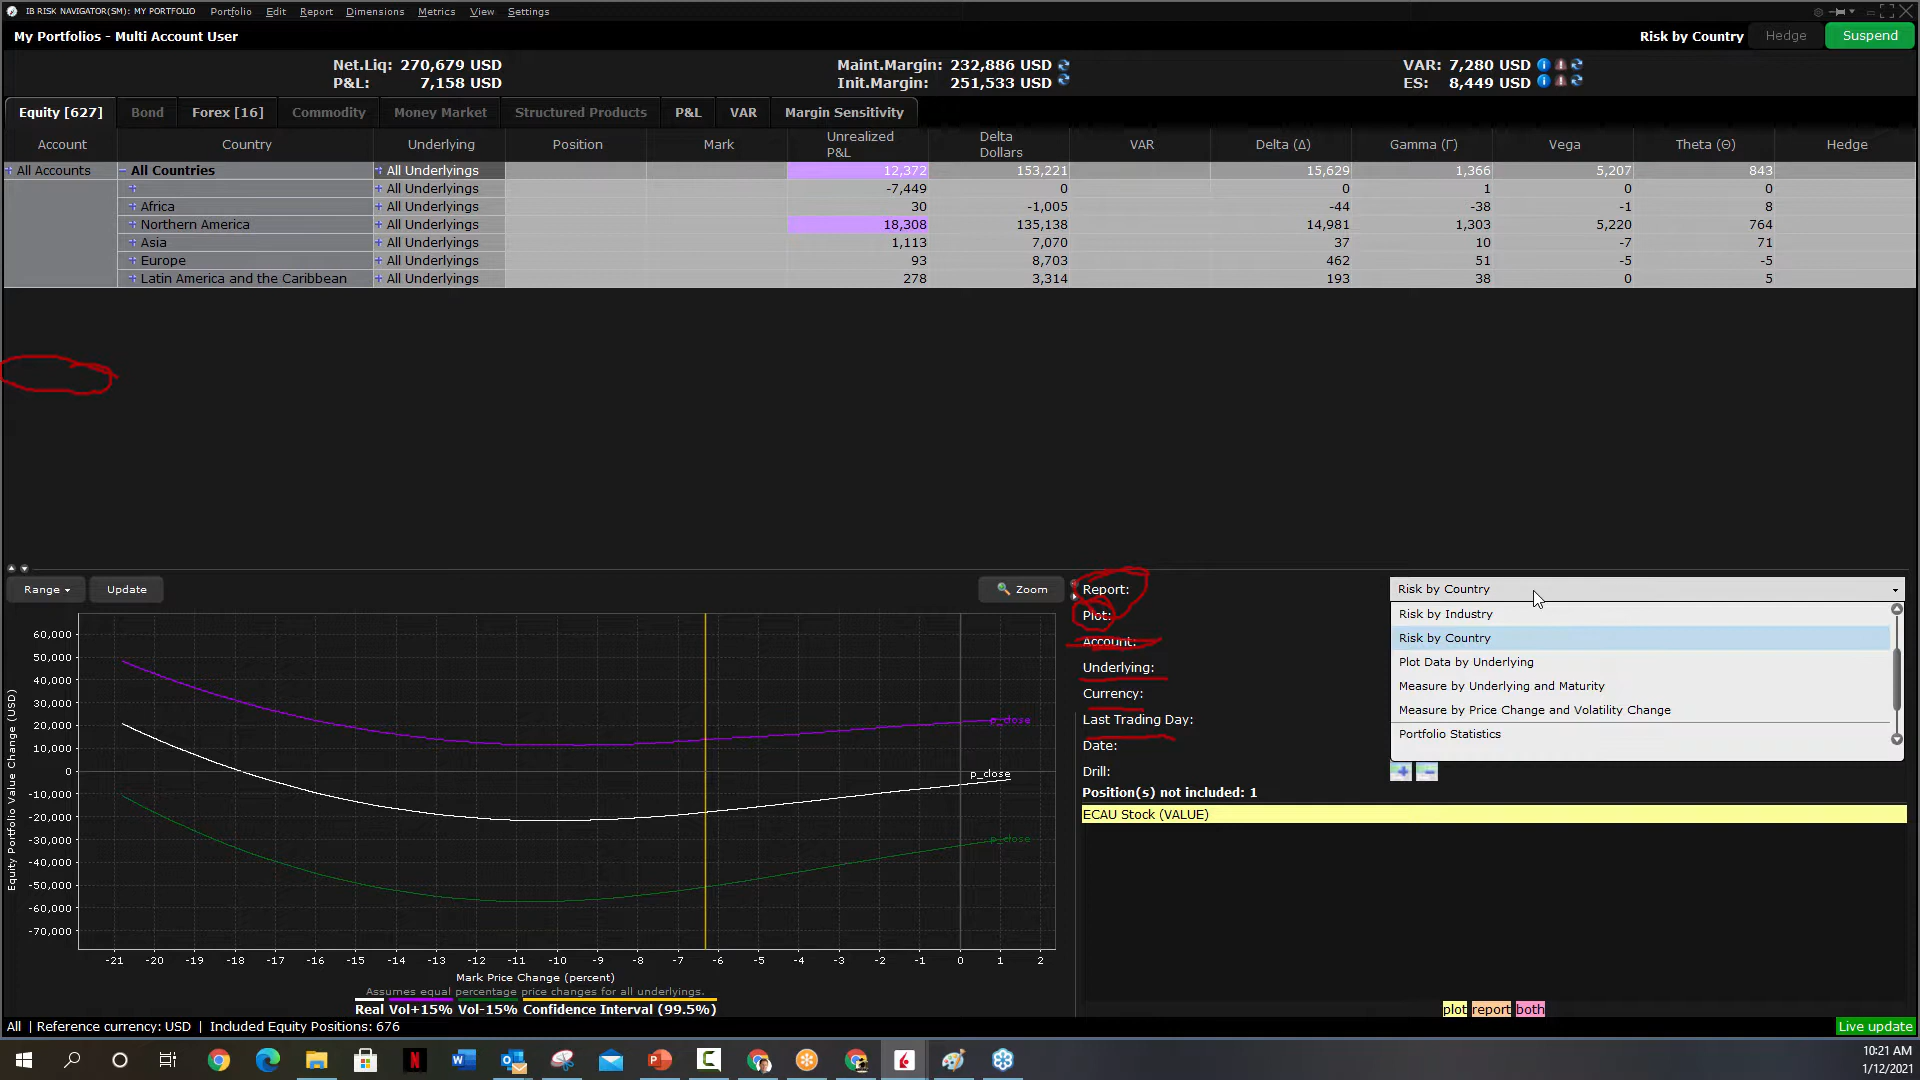 IB RISK NAVIGATOR(SM): MY PORTFOLIO Portfolio Edit Report Dimensions Metrics View Settings
My Portfolios - Multi Account User Risk by Country Hedge Suspend
Net.Liq: 270,679 USD Maint.Margin: 232,886 USD VAR: 7,280 USD
P&L: 7,158 USD Init.Margin: 251,533 USD ES: 8,449 USD
Equity [627] Bond Forex [16] Commodity Money Market Structured Products P&L VAR Margin Sensitivity
Account Country Underlying Position Mark Unrealized P&L Delta Dollars VAR Delta (Δ) Gamma (Γ) Vega Theta (Θ) Hedge
All Accounts All Countries All Underlyings 12,372 153,221 15,629 1,366 5,207 843
All Underlyings -7,449 0 0 1 0 0
Africa All Underlyings 30 -1,005 -44 -38 -1 8
Northern America All Underlyings 18,308 135,138 14,981 1,303 5,220 764
Asia All Underlyings 1,113 7,070 37 10 -7 71
Europe All Underlyings 93 8,703 462 51 -5 -5
Latin America and the Caribbean All Underlyings 278 3,314 193 38 0 5
Range Update Zoom
Equity Portfolio Value Change (USD)
60,000
50,000
40,000
30,000
20,000
10,000
0
-10,000
-20,000
-30,000
-40,000
-50,000
-60,000
-70,000
p_close
p_close
p_close
-21 -20 -19 -18 -17 -16 -15 -14 -13 -12 -11 -10 -9 -8 -7 -6 -5 -4 -3 -2 -1 0 1 2
Mark Price Change (percent)
Assumes equal percentage price changes for all underlyings.
Real Vol+15% Vol-15% Confidence Interval (99.5%)
Report: Risk by Country
Plot:
Account:
Underlying:
Currency:
Last Trading Day:
Date:
Drill:
Risk by Industry
Risk by Country
Plot Data by Underlying
Measure by Underlying and Maturity
Measure by Price Change and Volatility Change
Portfolio Statistics
Position(s) not included: 1
ECAU Stock (VALUE)
plot report both
All | Reference currency: USD | Included Equity Positions: 676 Live update
10:21 AM
1/12/2021